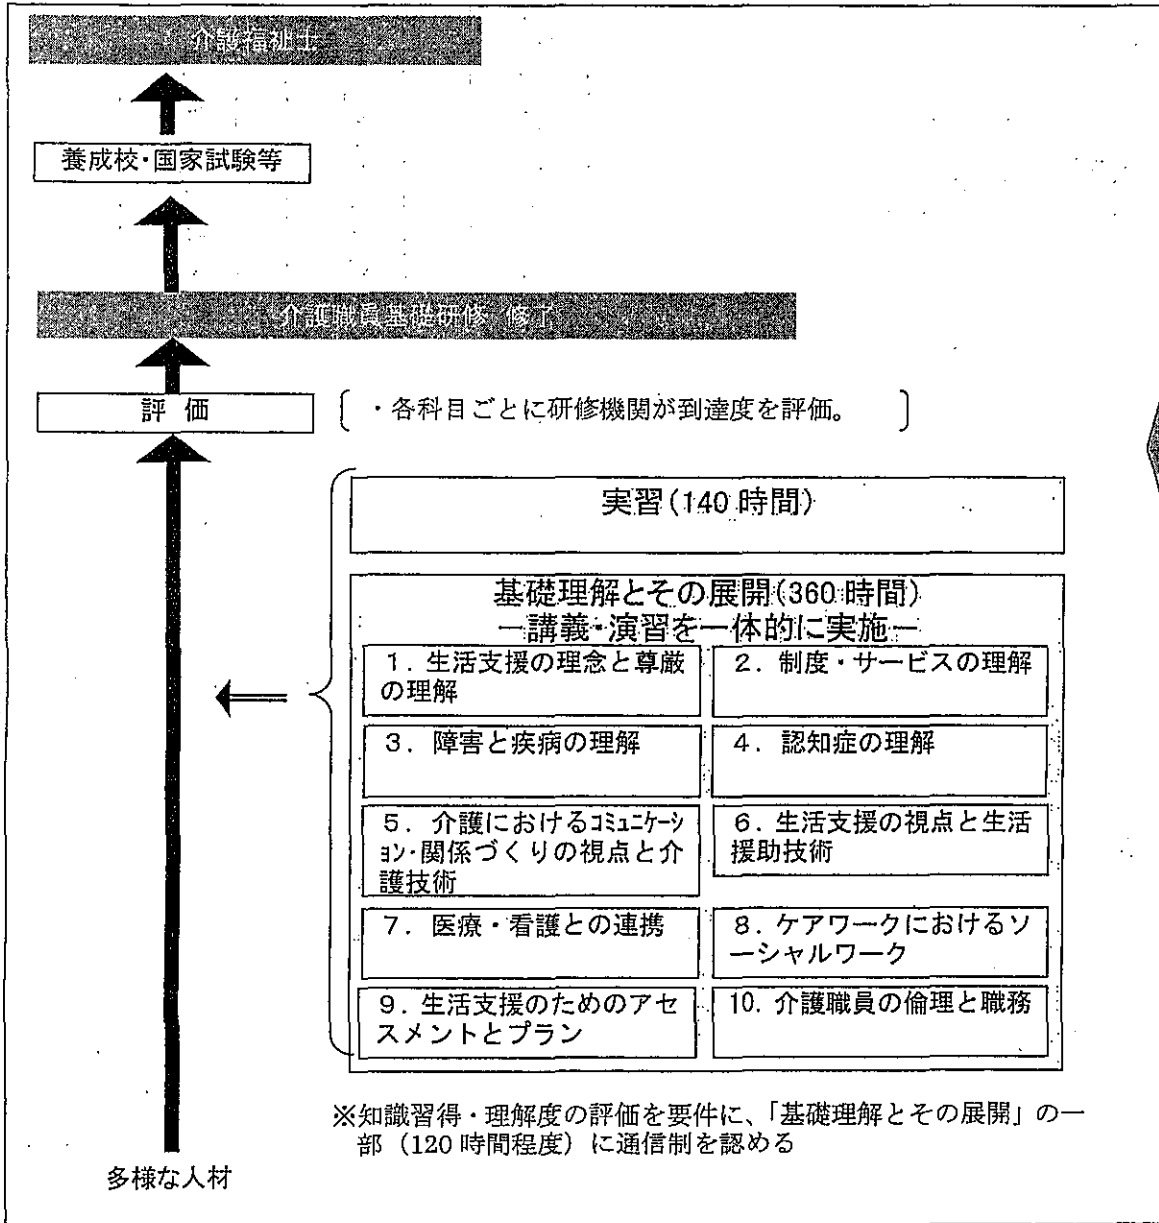 介護福祉士
養成校・国家試験等
介護職員基礎研修 修了
評 価
・各科目ごとに研修機関が到達度を評価。
実習(140時間)
基礎理解とその展開(360時間)
－講義・演習を一体的に実施－
1. 生活支援の理念と尊厳
の理解
2. 制度・サービスの理解
3. 障害と疾病の理解
4. 認知症の理解
5. 介護におけるｺﾐｭﾆｹｰｼ
ｮﾝ・関係づくりの視点と介
護技術
6. 生活支援の視点と生活
援助技術
7. 医療・看護との連携
8. ケアワークにおけるソ
ーシャルワーク
9. 生活支援のためのアセ
スメントとプラン
10. 介護職員の倫理と職務
※知識習得・理解度の評価を要件に、「基礎理解とその展開」の一
部（120時間程度）に通信制を認める
多様な人材